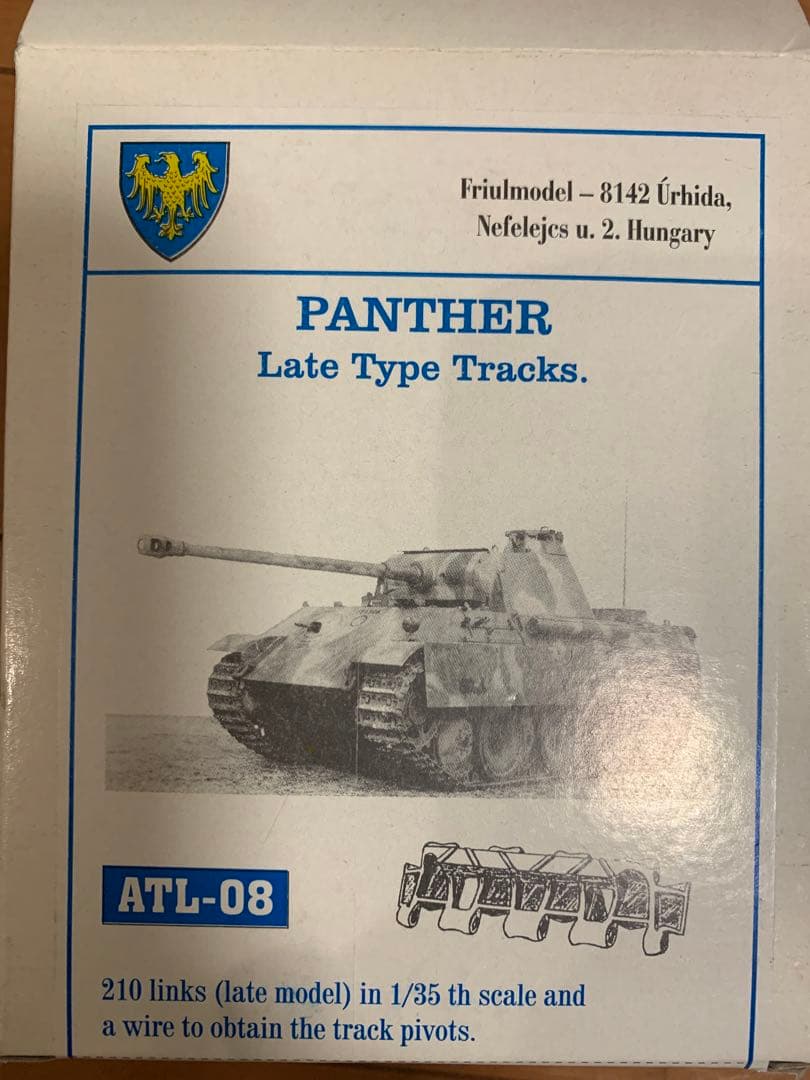 Friulmodel – 8142 Úrhida,
Nefelejcs u. 2. Hungary
PANTHER
Late Type Tracks.
ATL-08
210 links (late model) in 1/35 th scale and
a wire to obtain the track pivots.